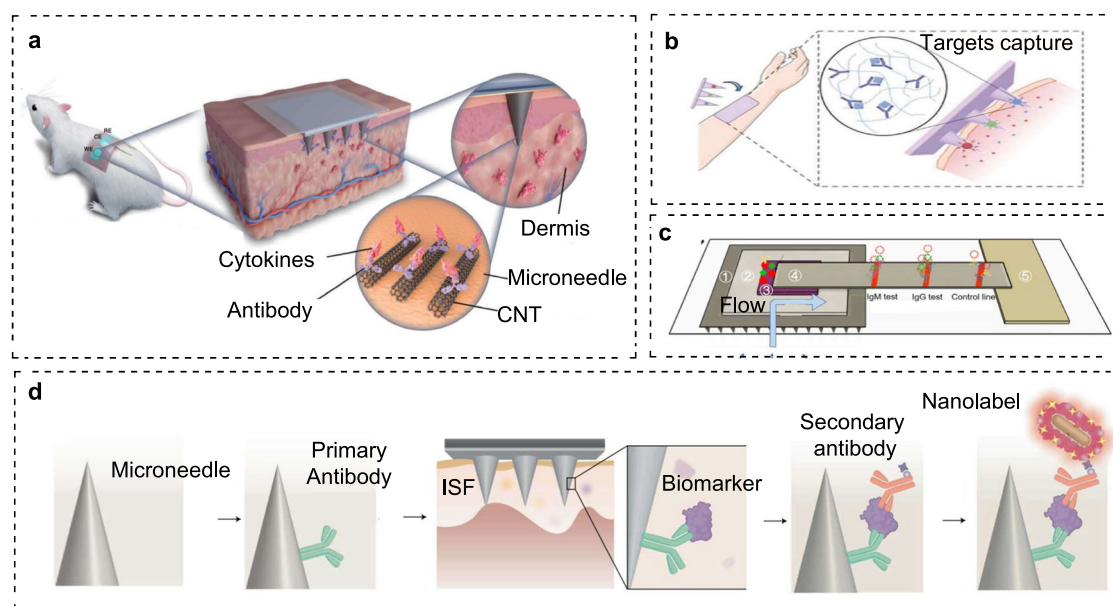 a
RE
CE
WE
Cytokines
Antibody
Dermis
Microneedle
CNT
b
Targets capture
c
①
②
③
④
⑤
IgM test
IgG test
Control line
Flow
d
Microneedle
Primary
Antibody
ISF
Biomarker
Secondary
antibody
Nanolabel